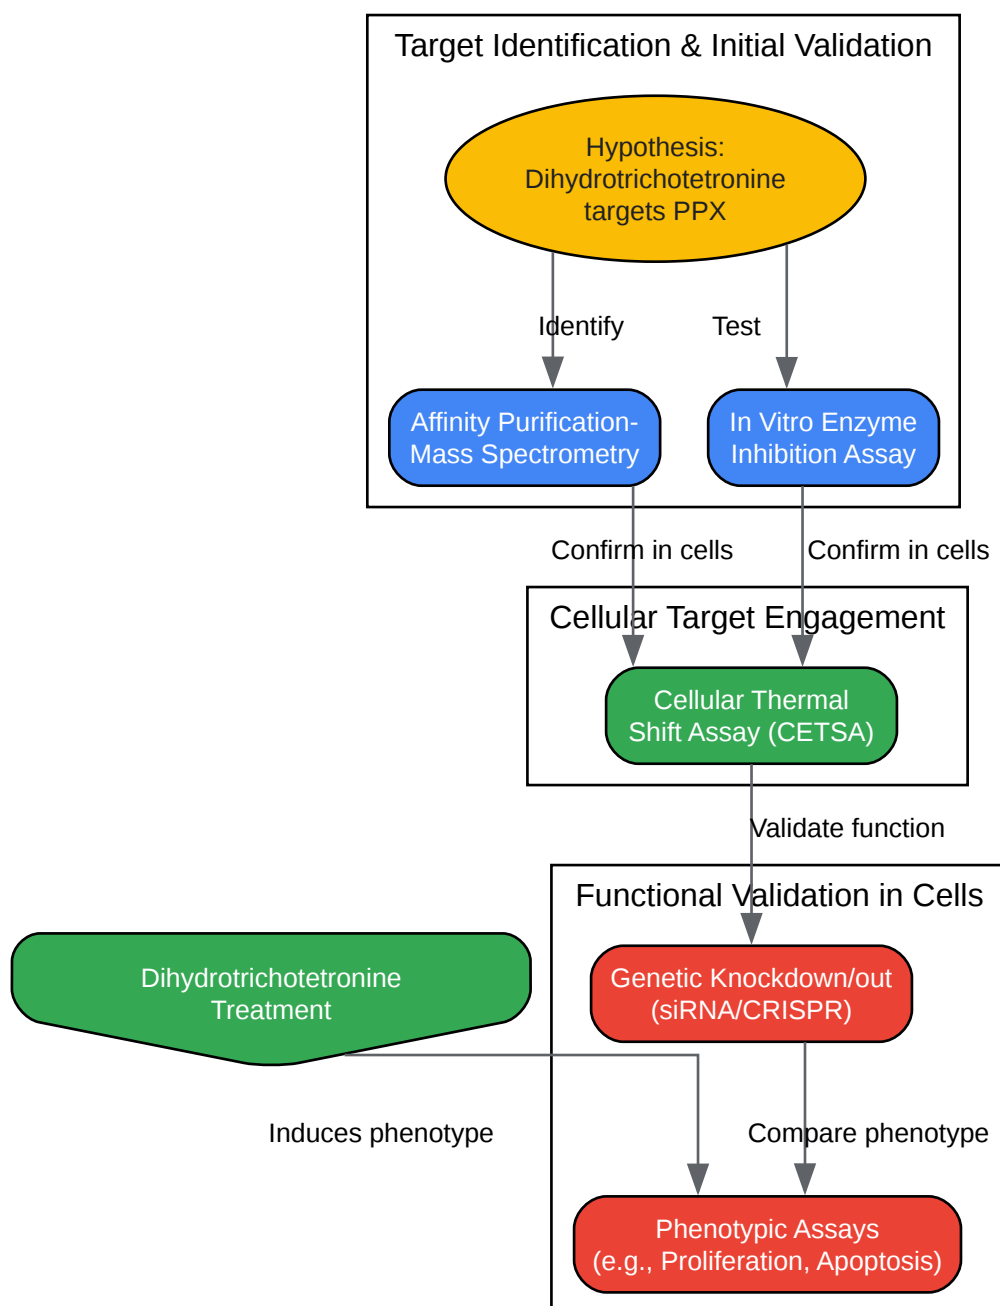 Target Identification & Initial Validation
Hypothesis:
Dihydrotrichotetronine
targets PPX
Identify
Test
Affinity Purification-
Mass Spectrometry
In Vitro Enzyme
Inhibition Assay
Confirm in cells
Confirm in cells
Cellular Target Engagement
Cellular Thermal
Shift Assay (CETSA)
Validate function
Functional Validation in Cells
Dihydrotrichotetronine
Treatment
Genetic Knockdown/out
(siRNA/CRISPR)
Induces phenotype
Compare phenotype
Phenotypic Assays
(e.g., Proliferation, Apoptosis)